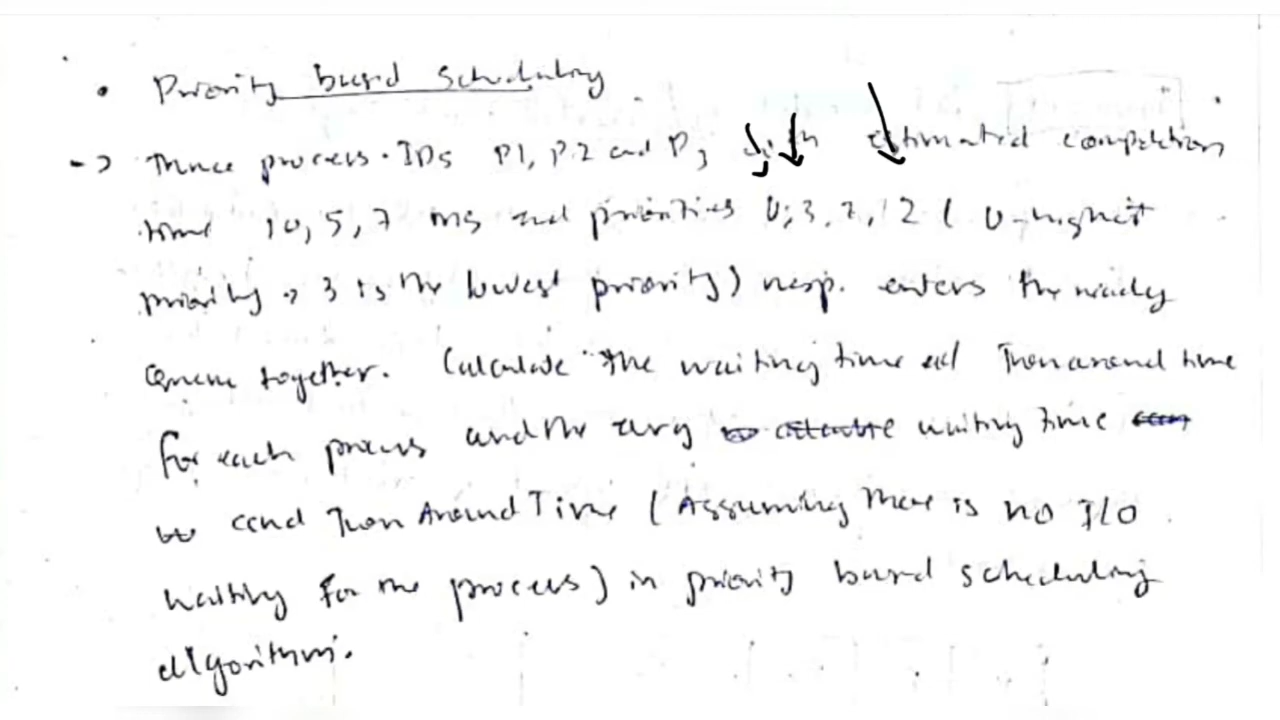 • Priority based scheduling
-> Three process. IDs P1, P2 and P3 with estimated completion
time 10, 5, 7 ms and priorities 0, 3, 2 ( 0-highest
priority, 3 is the lowest priority) resp. enters the ready
queue together. Calculate the waiting time and Turn around time
for each process and the avg waiting time
and Turn Around Time (Assuming there is no I/O
waiting for the process) in priority based scheduling
algorithm.